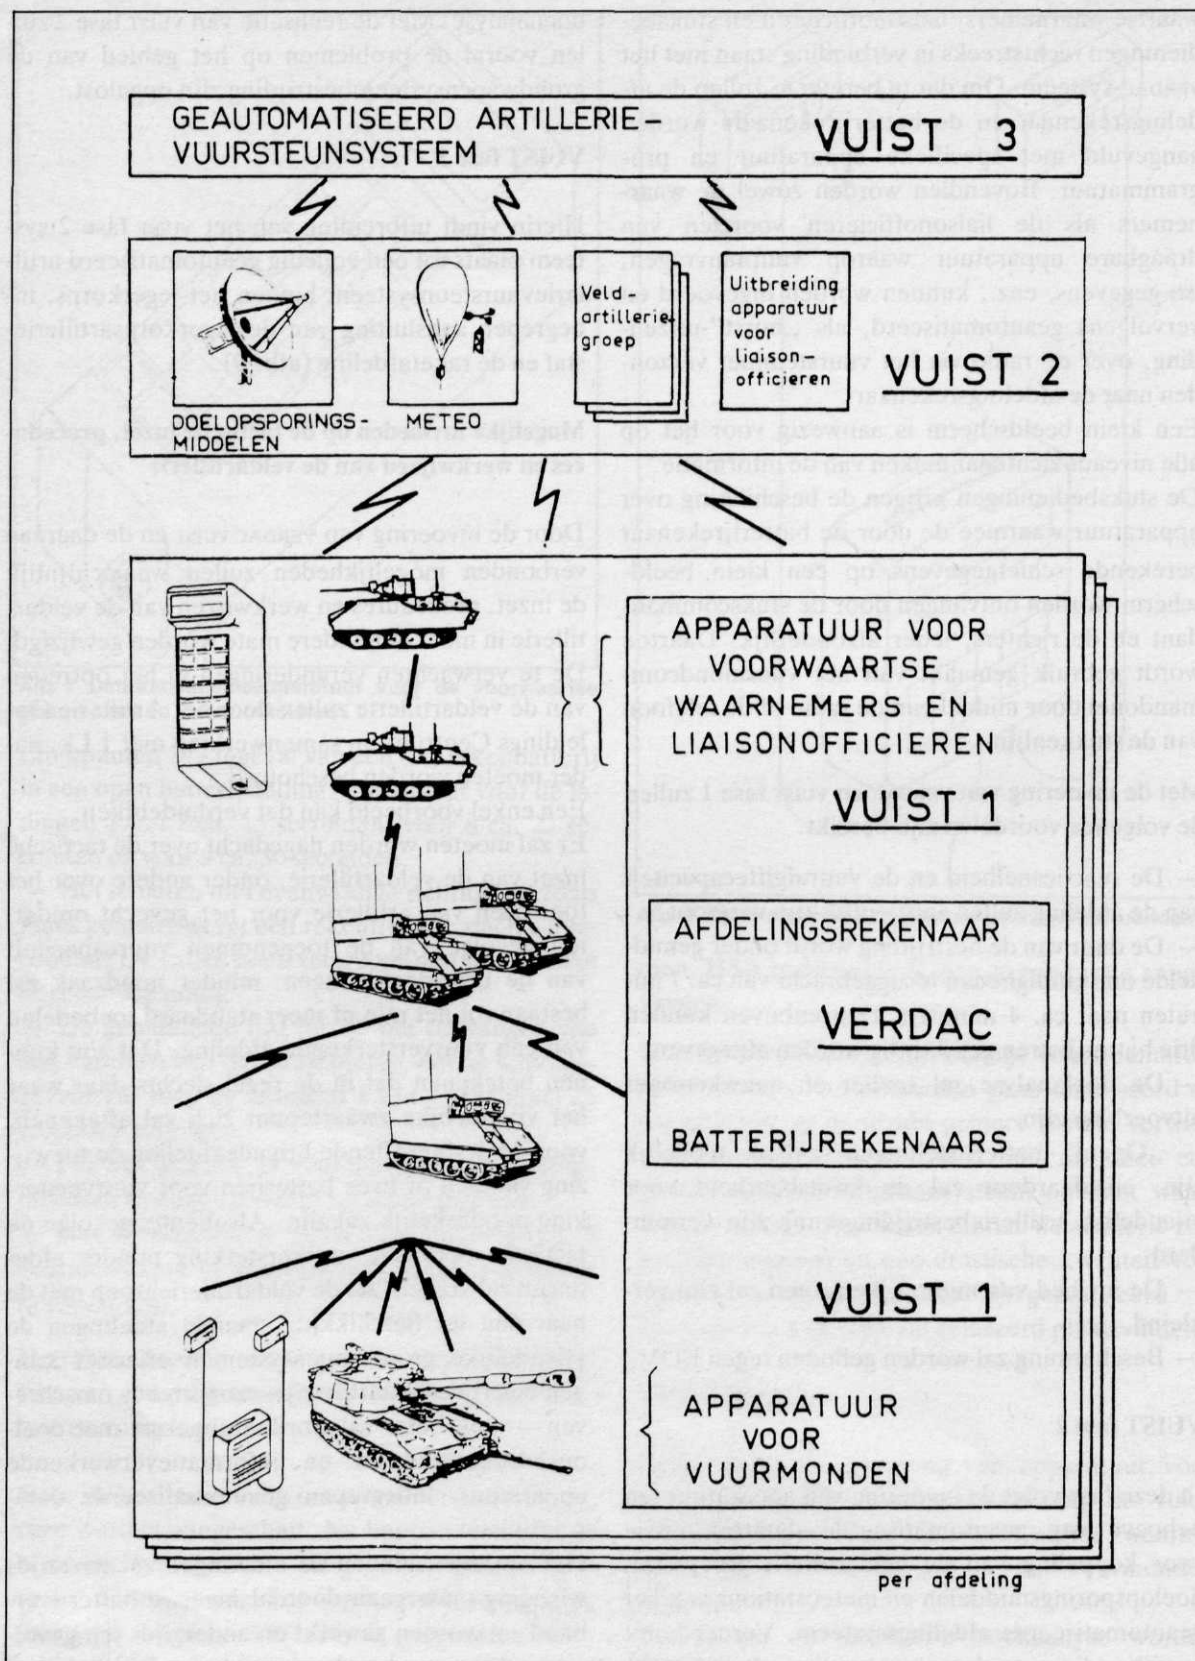 GEAUTOMATISEERD ARTILLERIE-
VUURSTEUNSYSTEEM
VUIST 3
DOELOPSPORINGS-
MIDDELEN
METEO
Veld
artillerie
groep
Uitbreiding
apparatuur
voor
liaison-
officieren
VUIST 2
APPARATUUR VOOR
VOORWAARTSE
WAARNEMERS EN
LIAISONOFFICIEREN
VUIST 1
AFDELINGSREKENAAR
VERDAC
BATTERIJREKENAARS
VUIST 1
APPARATUUR
VOOR
VUURMONDEN
per afdeling